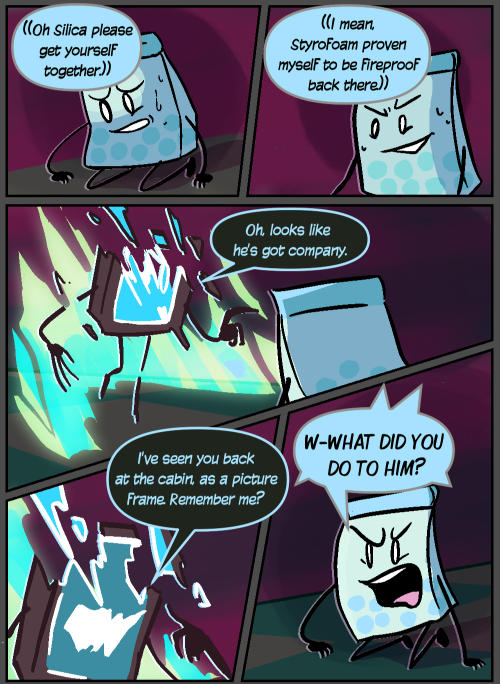 ((Oh Silica please
get yourself
together.))
((I mean,
Styrofoam proven
myself to be fireproof
back there.))
Oh, looks like
he's got company.
I've seen you back
at the cabin, as a picture
frame. Remember me?
W-WHAT DID YOU
DO TO HIM?